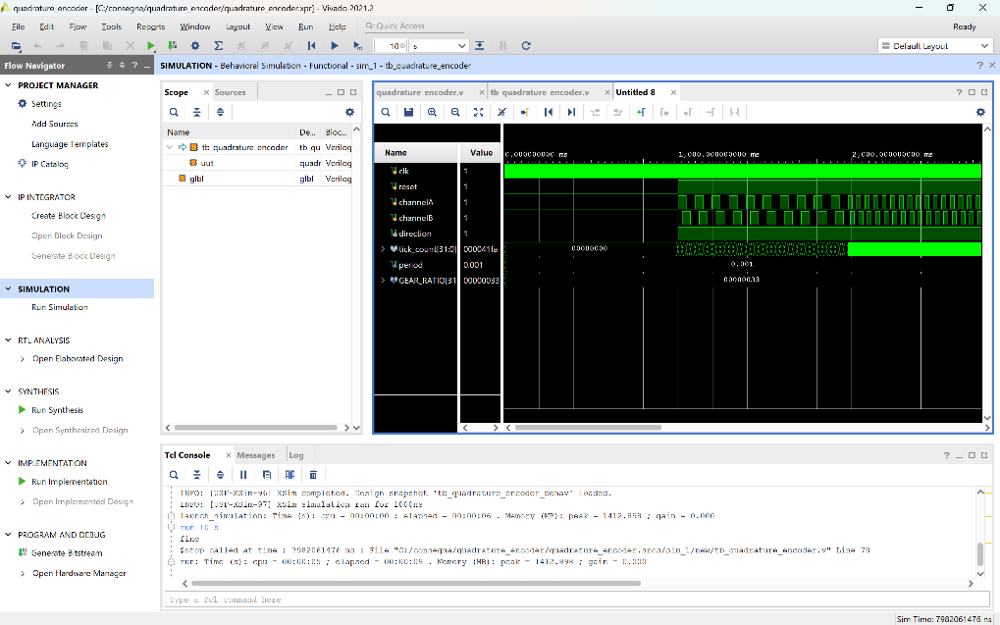 quadrature_encoder - [C:/consegna/quadrature_encoder/quadrature_encoder.xpr] - Vivado 2021.2
File Edit Flow Tools Reports Window Layout View Run Help Quick Access Ready
10 s Default Layout
Flow Navigator SIMULATION - Behavioral Simulation - Functional - sim_1 - tb_quadrature_encoder
PROJECT MANAGER
Settings
Add Sources
Language Templates
IP Catalog
IP INTEGRATOR
Create Block Design
Open Block Design
Generate Block Design
SIMULATION
Run Simulation
RTL ANALYSIS
Open Elaborated Design
SYNTHESIS
Run Synthesis
Open Synthesized Design
IMPLEMENTATION
Run Implementation
Open Implemented Design
PROGRAM AND DEBUG
Generate Bitstream
Open Hardware Manager
Scope Sources
Name De... Bloc...
tb_quadrature_encoder tb_qu Verilog
uut quadr Verilog
glbl glbl Verilog
quadrature_encoder.v tb_quadrature_encoder.v Untitled 8
Name Value 0.000000000 ms 1,000.000000000 ms 2,000.000000000 ms
clk 1
reset 1
channelA 1
channelB 1
direction 1
tick_count[31:0] 000041fa 00000000
period 0.001 0.001
GEAR_RATIO[31 00000033 00000033
Tcl Console Messages Log
INFO: [USF-XSim-96] XSim completed. Design snapshot 'tb_quadrature_encoder_behav' loaded.
INFO: [USF-XSim-97] XSim simulation ran for 1000ns
launch_simulation: Time (s): cpu = 00:00:00 ; elapsed = 00:00:06 . Memory (MB): peak = 1412.898 ; gain = 0.000
run 10 s
fine
$stop called at time : 7982061476 ns : File "C:/consegna/quadrature_encoder/quadrature_encoder.srcs/sim_1/new/tb_quadrature_encoder.v" Line 78
run: Time (s): cpu = 00:00:05 ; elapsed = 00:00:09 . Memory (MB): peak = 1412.898 ; gain = 0.000
Type a Tcl command here
Sim Time: 7982061476 ns